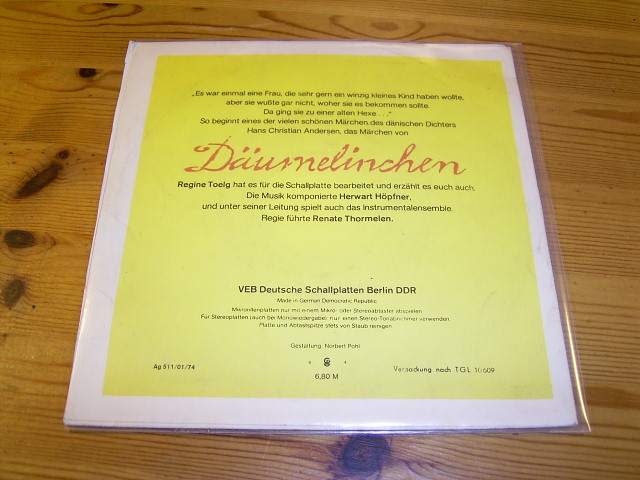 „Es war einmal eine Frau, die sehr gern ein winzig kleines Kind haben wollte,
aber sie wußte gar nicht, woher sie es bekommen sollte.
Da ging sie zu einer alten Hexe . . ."
So beginnt eines der vielen schönen Märchen des dänischen Dichters
Hans Christian Andersen, das Märchen von
Däumelinchen
Regine Toelg hat es für die Schallplatte bearbeitet und erzählt es euch auch.
Die Musik komponierte Herwart Höpfner,
und unter seiner Leitung spielt auch das Instrumentalensemble.
Regie führte Renate Thormelen.
VEB Deutsche Schallplatten Berlin DDR
Made in German Democratic Republic
Mikrorillenplatten nur mit einem Mikro- oder Stereoabtaster abspielen
Für Stereoplatten (auch bei Monowiedergabe) nur einen Stereo-Tonabnehmer verwenden.
Platte und Abtastspitze stets von Staub reinigen
Gestaltung Norbert Pohl
Ag 511/01/74
6,80 M
Verpackung nach TGL 10609